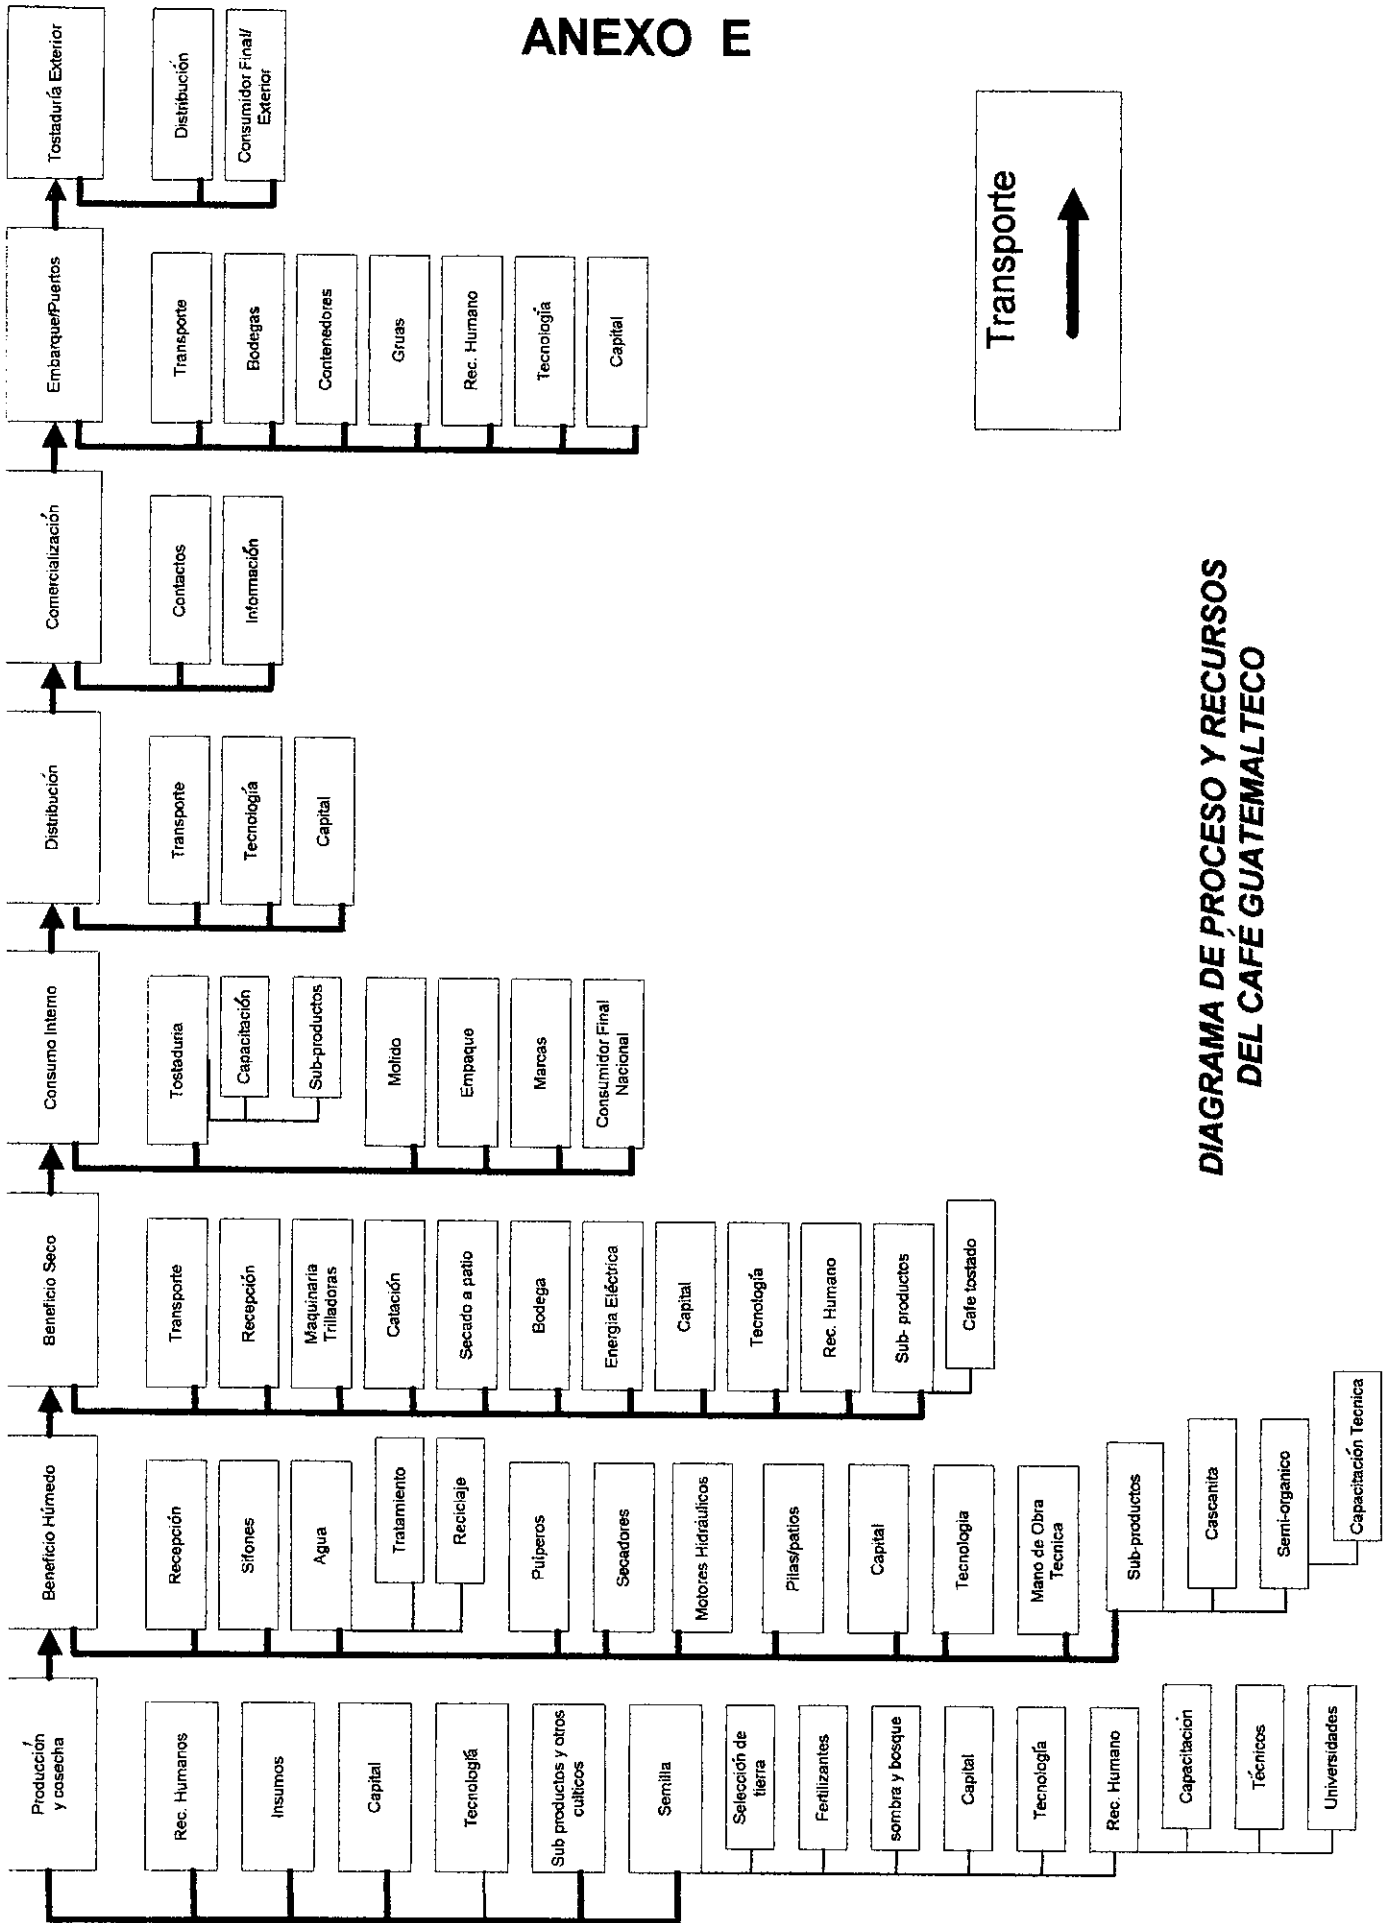 ANEXO E
Producción
y cosecha
Rec. Humanos
Insumos
Capital
Tecnología
Sub productos y otros
culticos
Semilla
Selección de
tierra
Fertilizantes
sombra y bosque
Capital
Tecnología
Rec. Humano
Capacitacion
Técnicos
Universidades
Beneficio Húmedo
Recepción
Sifones
Agua
Tratamiento
Reciclaje
Pulperos
Secadores
Motores Hidráulicos
Pilas/patios
Capital
Tecnologia
Mano de Obra
Tecnica
Sub-productos
Cascanita
Semi-organico
Capacitación Tecnica
Beneficio Seco
Transporte
Recepción
Maquinaria
Trilladoras
Catación
Secado a patio
Bodega
Energia Eléctrica
Capital
Tecnología
Rec. Humano
Sub- productos
Cafe tostado
Consumo Interno
Tostaduria
Capacitación
Sub-productos
Molido
Empaque
Marcas
Consumidor Final
Nacional
Distribución
Transporte
Tecnología
Capital
Comercialización
Contactos
Información
Embarque/Puertos
Transporte
Bodegas
Contenedores
Gruas
Rec. Humano
Tecnología
Capital
Tostaduría Exterior
Distribución
Consumidor Final/
Exterior
Transporte
DIAGRAMA DE PROCESO Y RECURSOS
DEL CAFÉ GUATEMALTECO